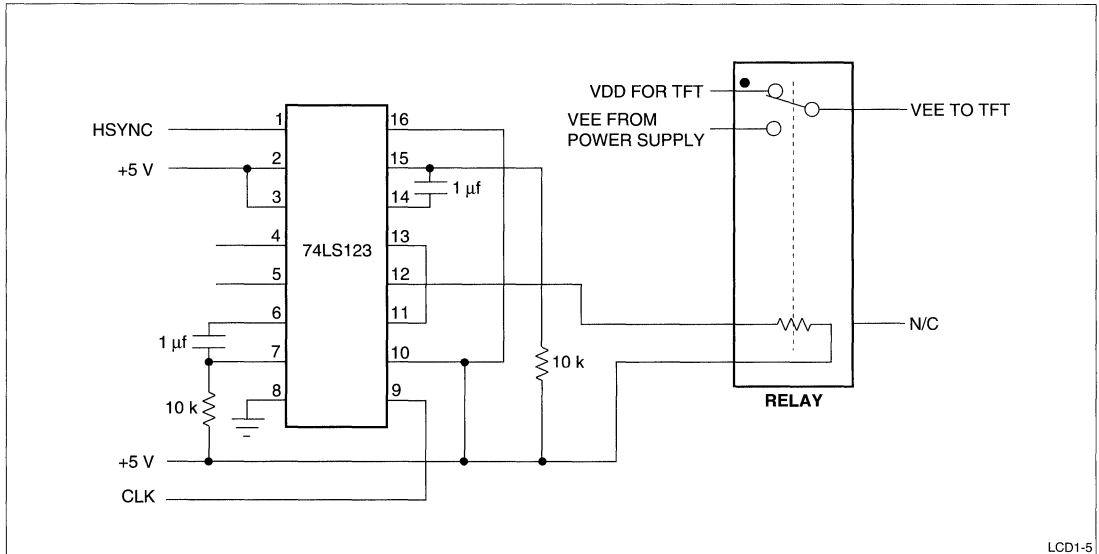 HSYNC
+5 V
1
2
3
4
5
6
7
8
16
15
14
13
12
11
10
9
74LS123
1 µf
10 k
1 µf
10 k
+5 V
CLK
VDD FOR TFT
VEE FROM
POWER SUPPLY
VEE TO TFT
N/C
RELAY
LCD1-5